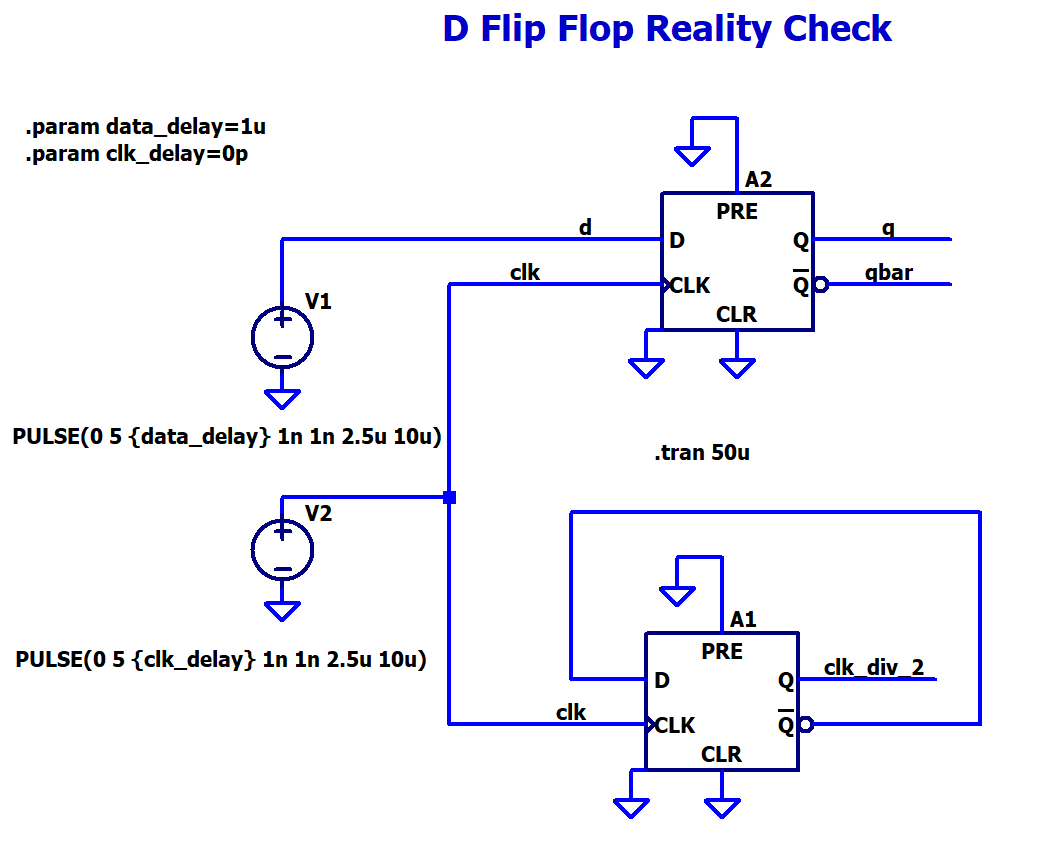 D Flip Flop Reality Check
.param data_delay=1u
.param clk_delay=0p
A2
PRE
d
D
Q
q
clk
CLK
Q
qbar
CLR
V1
PULSE(0 5 {data_delay} 1n 1n 2.5u 10u)
.tran 50u
V2
PULSE(0 5 {clk_delay} 1n 1n 2.5u 10u)
A1
PRE
D
Q
clk_div_2
clk
CLK
Q
CLR